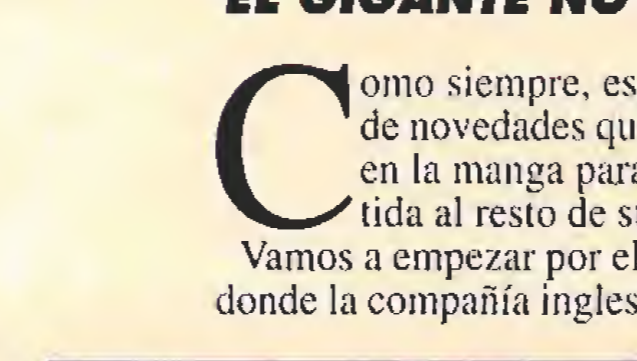 EL GIGANTE NO
Como siempre, es
de novedades qu
en la manga para
tida al resto de s
Vamos a empezar por el
donde la compañía ingles